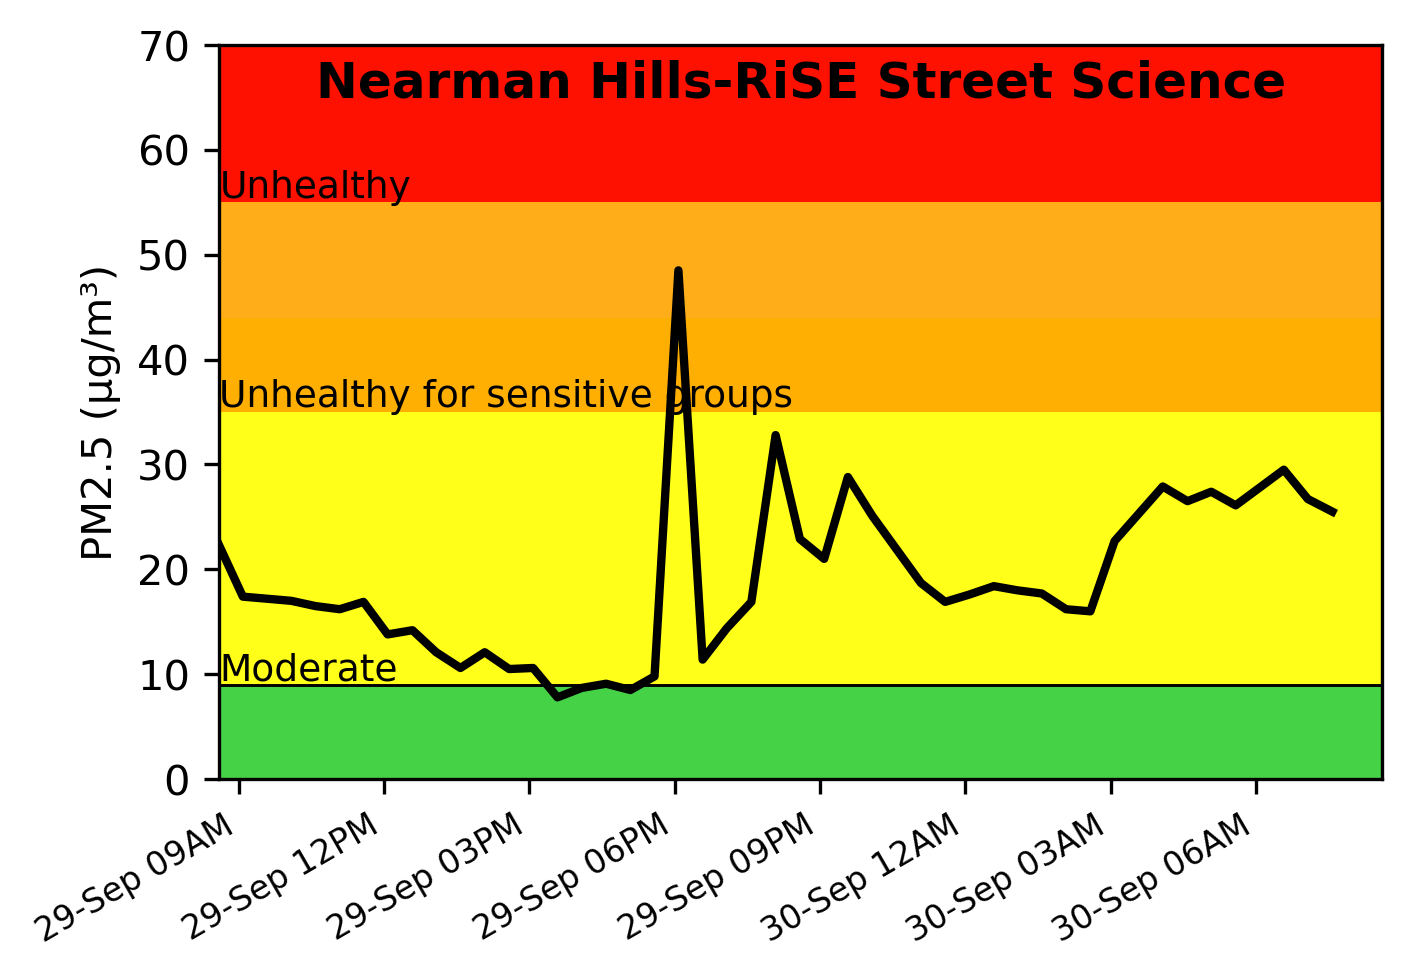 Nearman Hills-RiSE Street Science
70
60
50
40
30
20
10
0
PM2.5 (µg/m³)
Unhealthy
Unhealthy for sensitive groups
Moderate
29-Sep 09AM
29-Sep 12PM
29-Sep 03PM
29-Sep 06PM
29-Sep 09PM
30-Sep 12AM
30-Sep 03AM
30-Sep 06AM